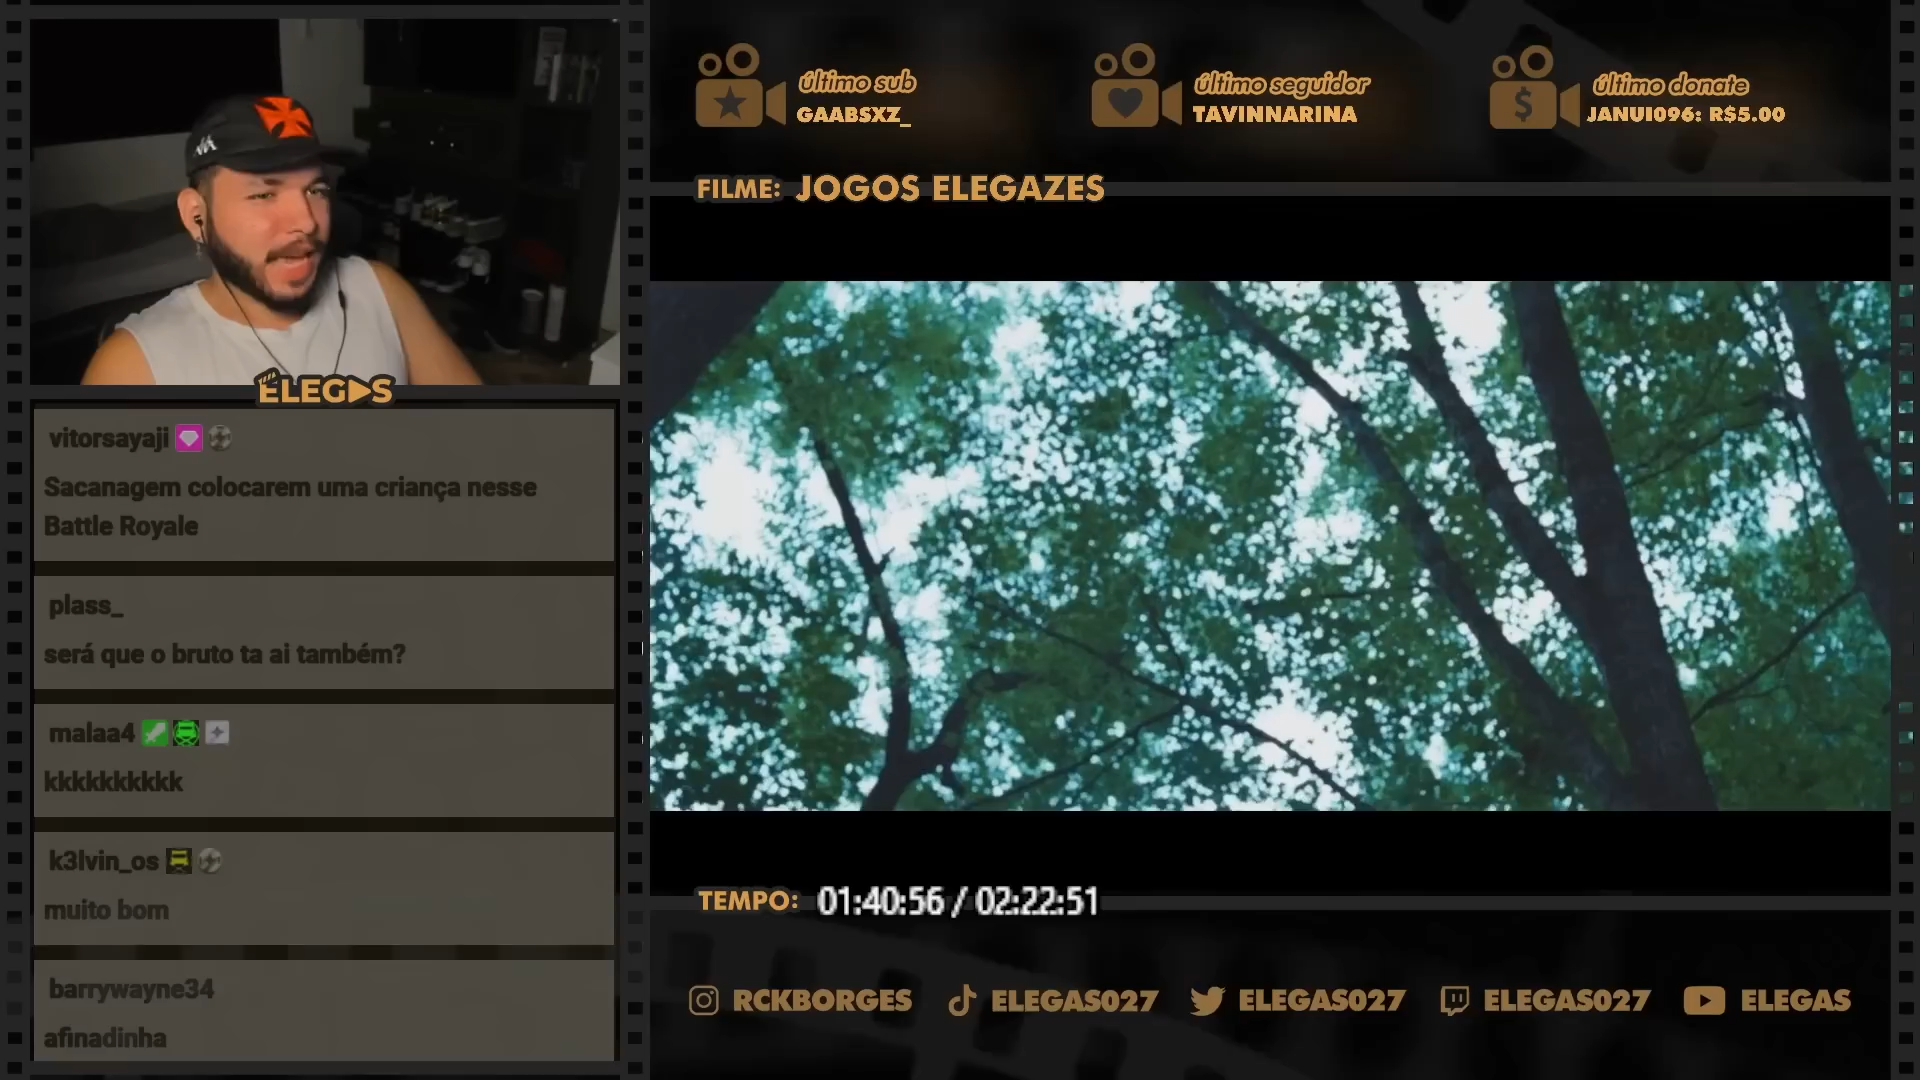 último sub
GAABSXZ_
último seguidor
TAVINNARINA
último donate
JANUI096: R$5.00
FILME: JOGOS ELEGAZES
ELEGAS
vitorsayaji
Sacanagem colocarem uma criança nesse
Battle Royale
plass_
será que o bruto ta ai também?
malaa4
kkkkkkkkkk
k3lvin_os
muito bom
barrywayne34
afinadinha
TEMPO: 01:40:56 / 02:22:51
RCKBORGES
ELEGAS027
ELEGAS027
ELEGAS027
ELEGAS